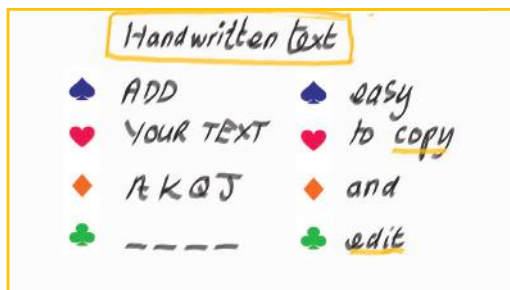 Handwritten text
♠ ADD
♥ YOUR TEXT
♦ A K Q J
♣ _ _ _ _
♠ easy
♥ to copy
♦ and
♣ edit